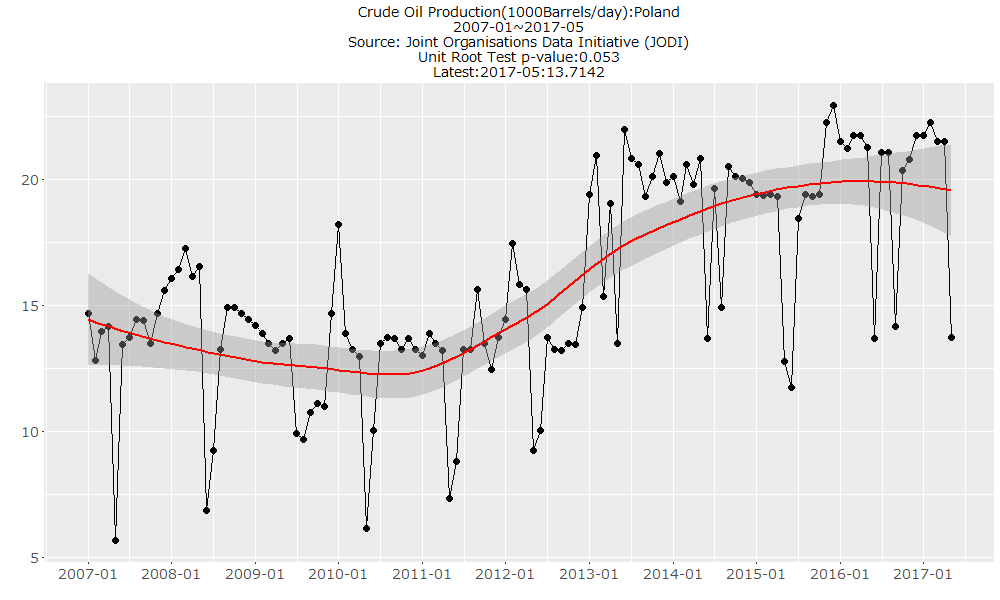 Crude Oil Production(1000Barrels/day):Poland
2007-01~2017-05
Source: Joint Organisations Data Initiative (JODI)
Unit Root Test p-value:0.053
Latest:2017-05:13.7142
20
15
10
5
2007-01 2008-01 2009-01 2010-01 2011-01 2012-01 2013-01 2014-01 2015-01 2016-01 2017-01